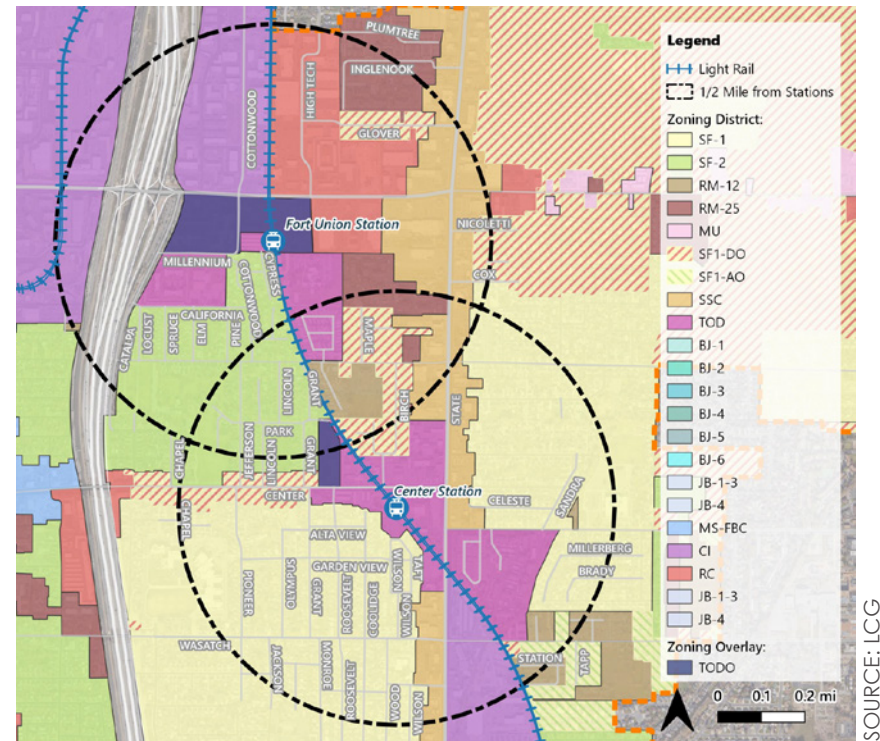 PLUMTREE
INGLENOOK
HIGH TECH
COTTONWOOD
GLOVER
NICOLETTI
Fort Union Station
MILLENNIUM
COTTONWOOD
CYPRESS
COX
CALIFORNIA
CATALPA
LOCUST
SPRUCE
ELM
PINE
MAPLE
LINCOLN
GRANT
BIRCH
STATE
PARK
CHAPEL
JEFFERSON
LINCOLN
GRANT
CENTER
Center Station
CELESTE
SANDRA
CHAPEL
ALTA VIEW
GARDEN VIEW
PIONEER
OLYMPUS
GRANT
ROOSEVELT
COOLIDGE
WILSON
TAFT
WILSON
MILLERBERG
BRADY
WASATCH
JACKSON
MONROE
ROOSEVELT
WOOD
WILSON
STATION
TAPP
Legend
Light Rail
1/2 Mile from Stations
Zoning District:
SF-1
SF-2
RM-12
RM-25
MU
SF1-DO
SF1-AO
SSC
TOD
BJ-1
BJ-2
BJ-3
BJ-4
BJ-5
BJ-6
JB-1-3
JB-4
MS-FBC
CI
RC
JB-1-3
JB-4
Zoning Overlay:
TODO
0 0.1 0.2 mi
SOURCE: LCG